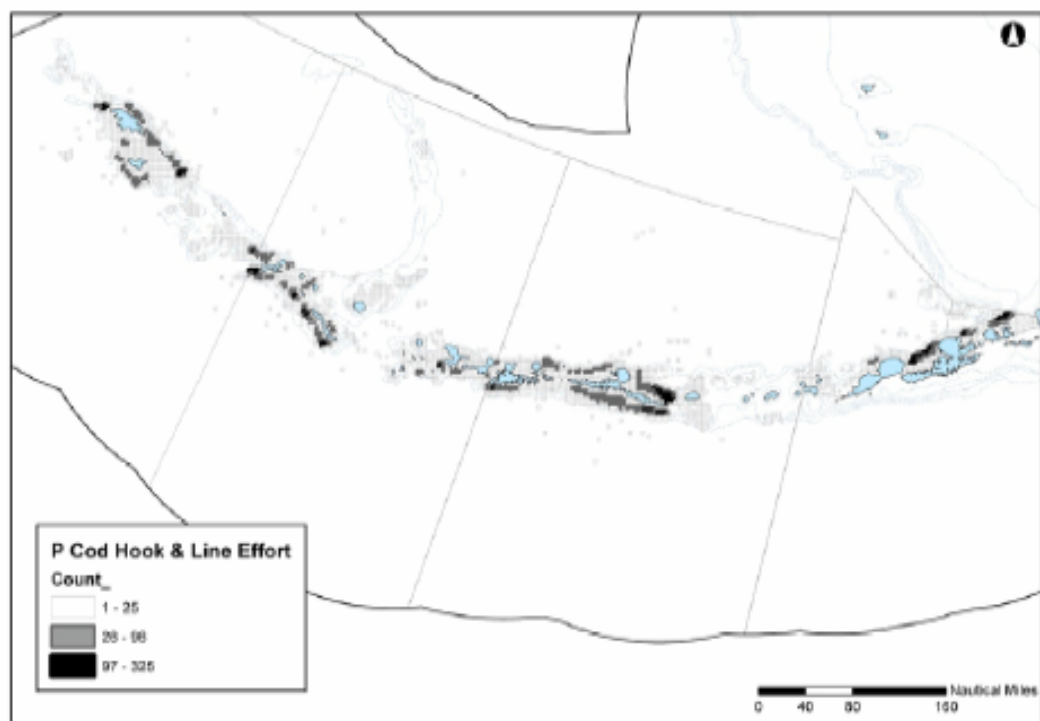 P Cod Hook & Line Effort
Count_
1 - 25
26 - 96
97 - 325
Nautical Miles
0 40 80 160